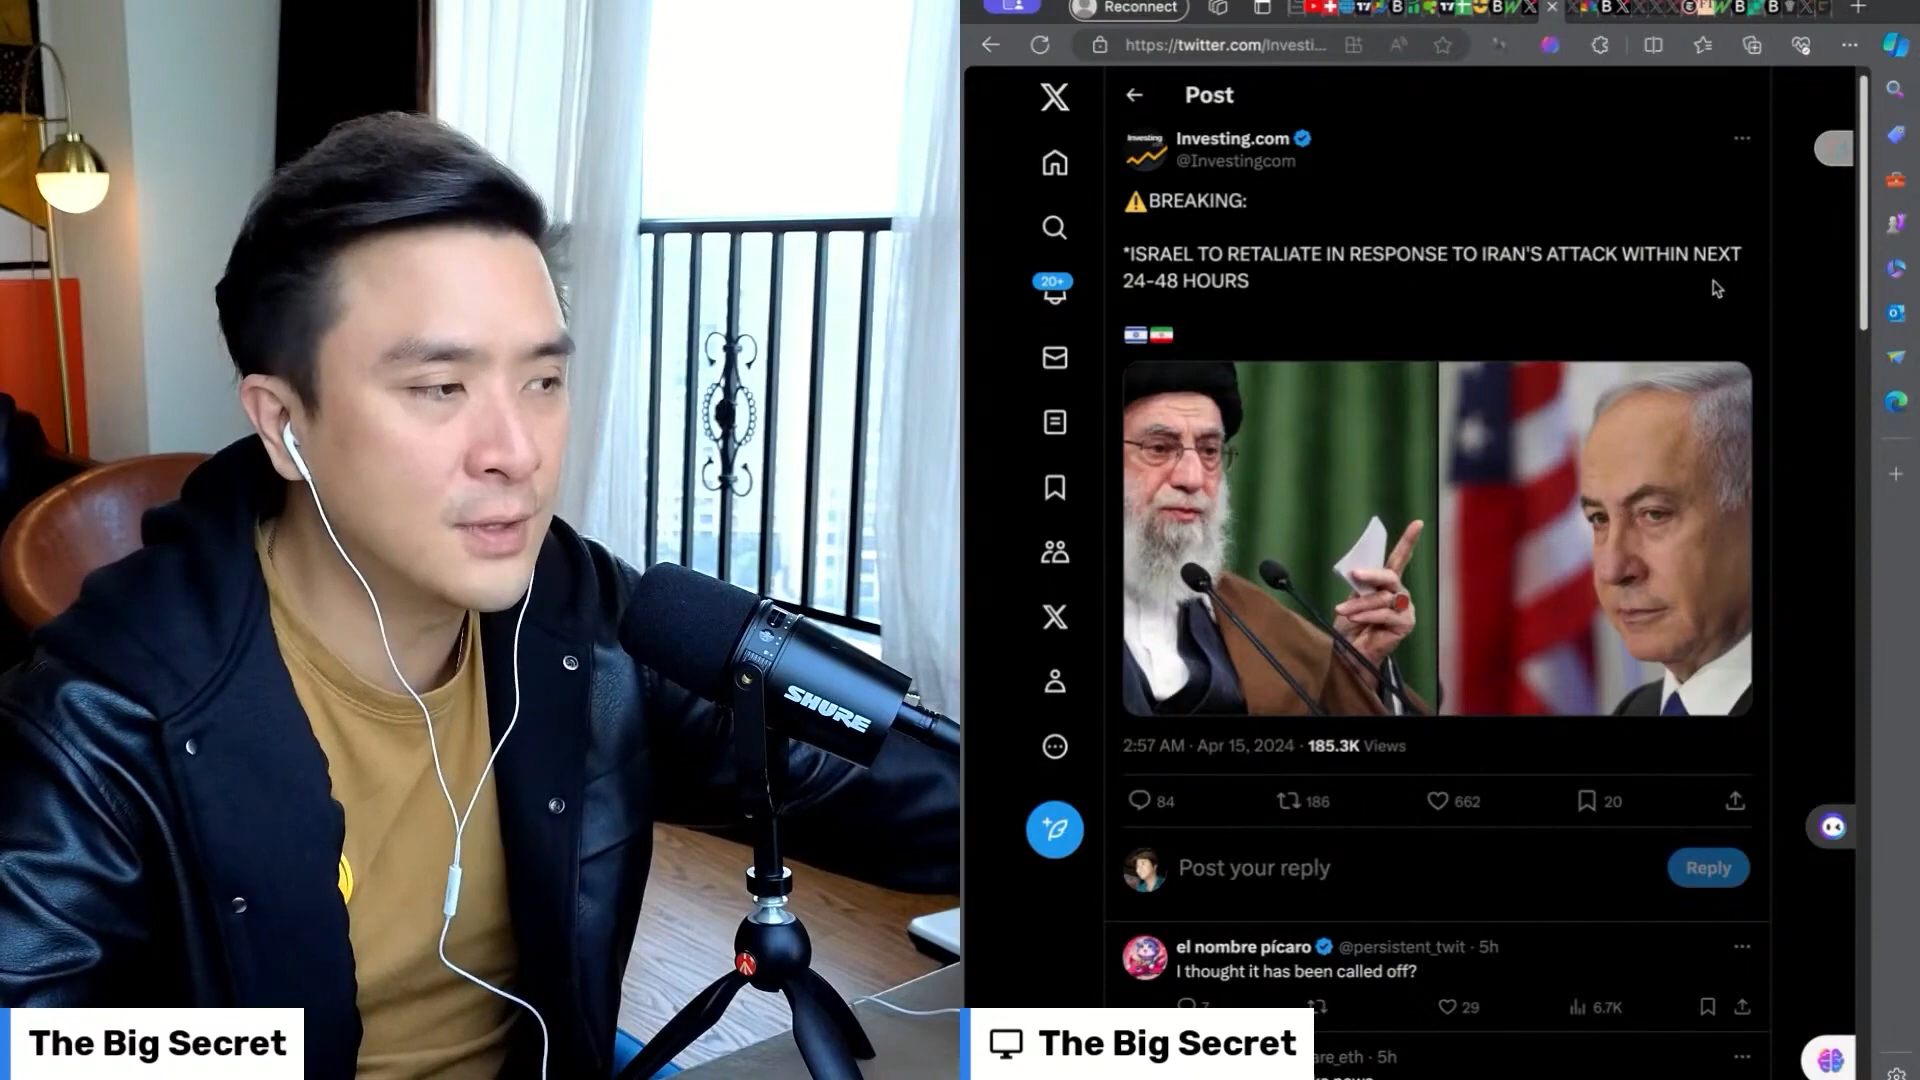 Reconnect
https://twitter.com/Investi...
Post
Investing.com
@Investingcom
⚠️BREAKING:
*ISRAEL TO RETALIATE IN RESPONSE TO IRAN'S ATTACK WITHIN NEXT
24-48 HOURS
20+
2:57 AM · Apr 15, 2024 · 185.3K Views
84
186
662
20
Post your reply
Reply
el nombre pícaro @persistent_twit · 5h
I thought it has been called off?
7
29
6.7K
are_eth · 5h
SHURE
The Big Secret
The Big Secret